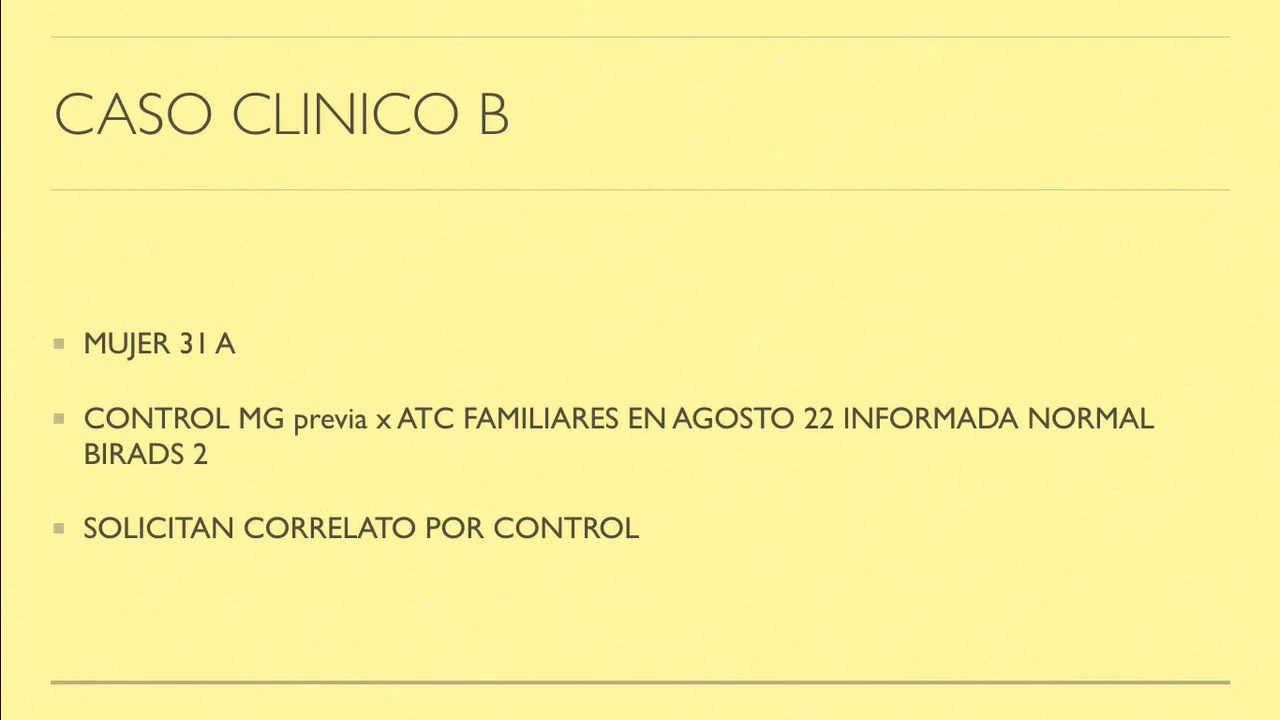 CASO CLINICO B
MUJER 31 A
CONTROL MG previa x ATC FAMILIARES EN AGOSTO 22 INFORMADA NORMAL
BIRADS 2
SOLICITAN CORRELATO POR CONTROL